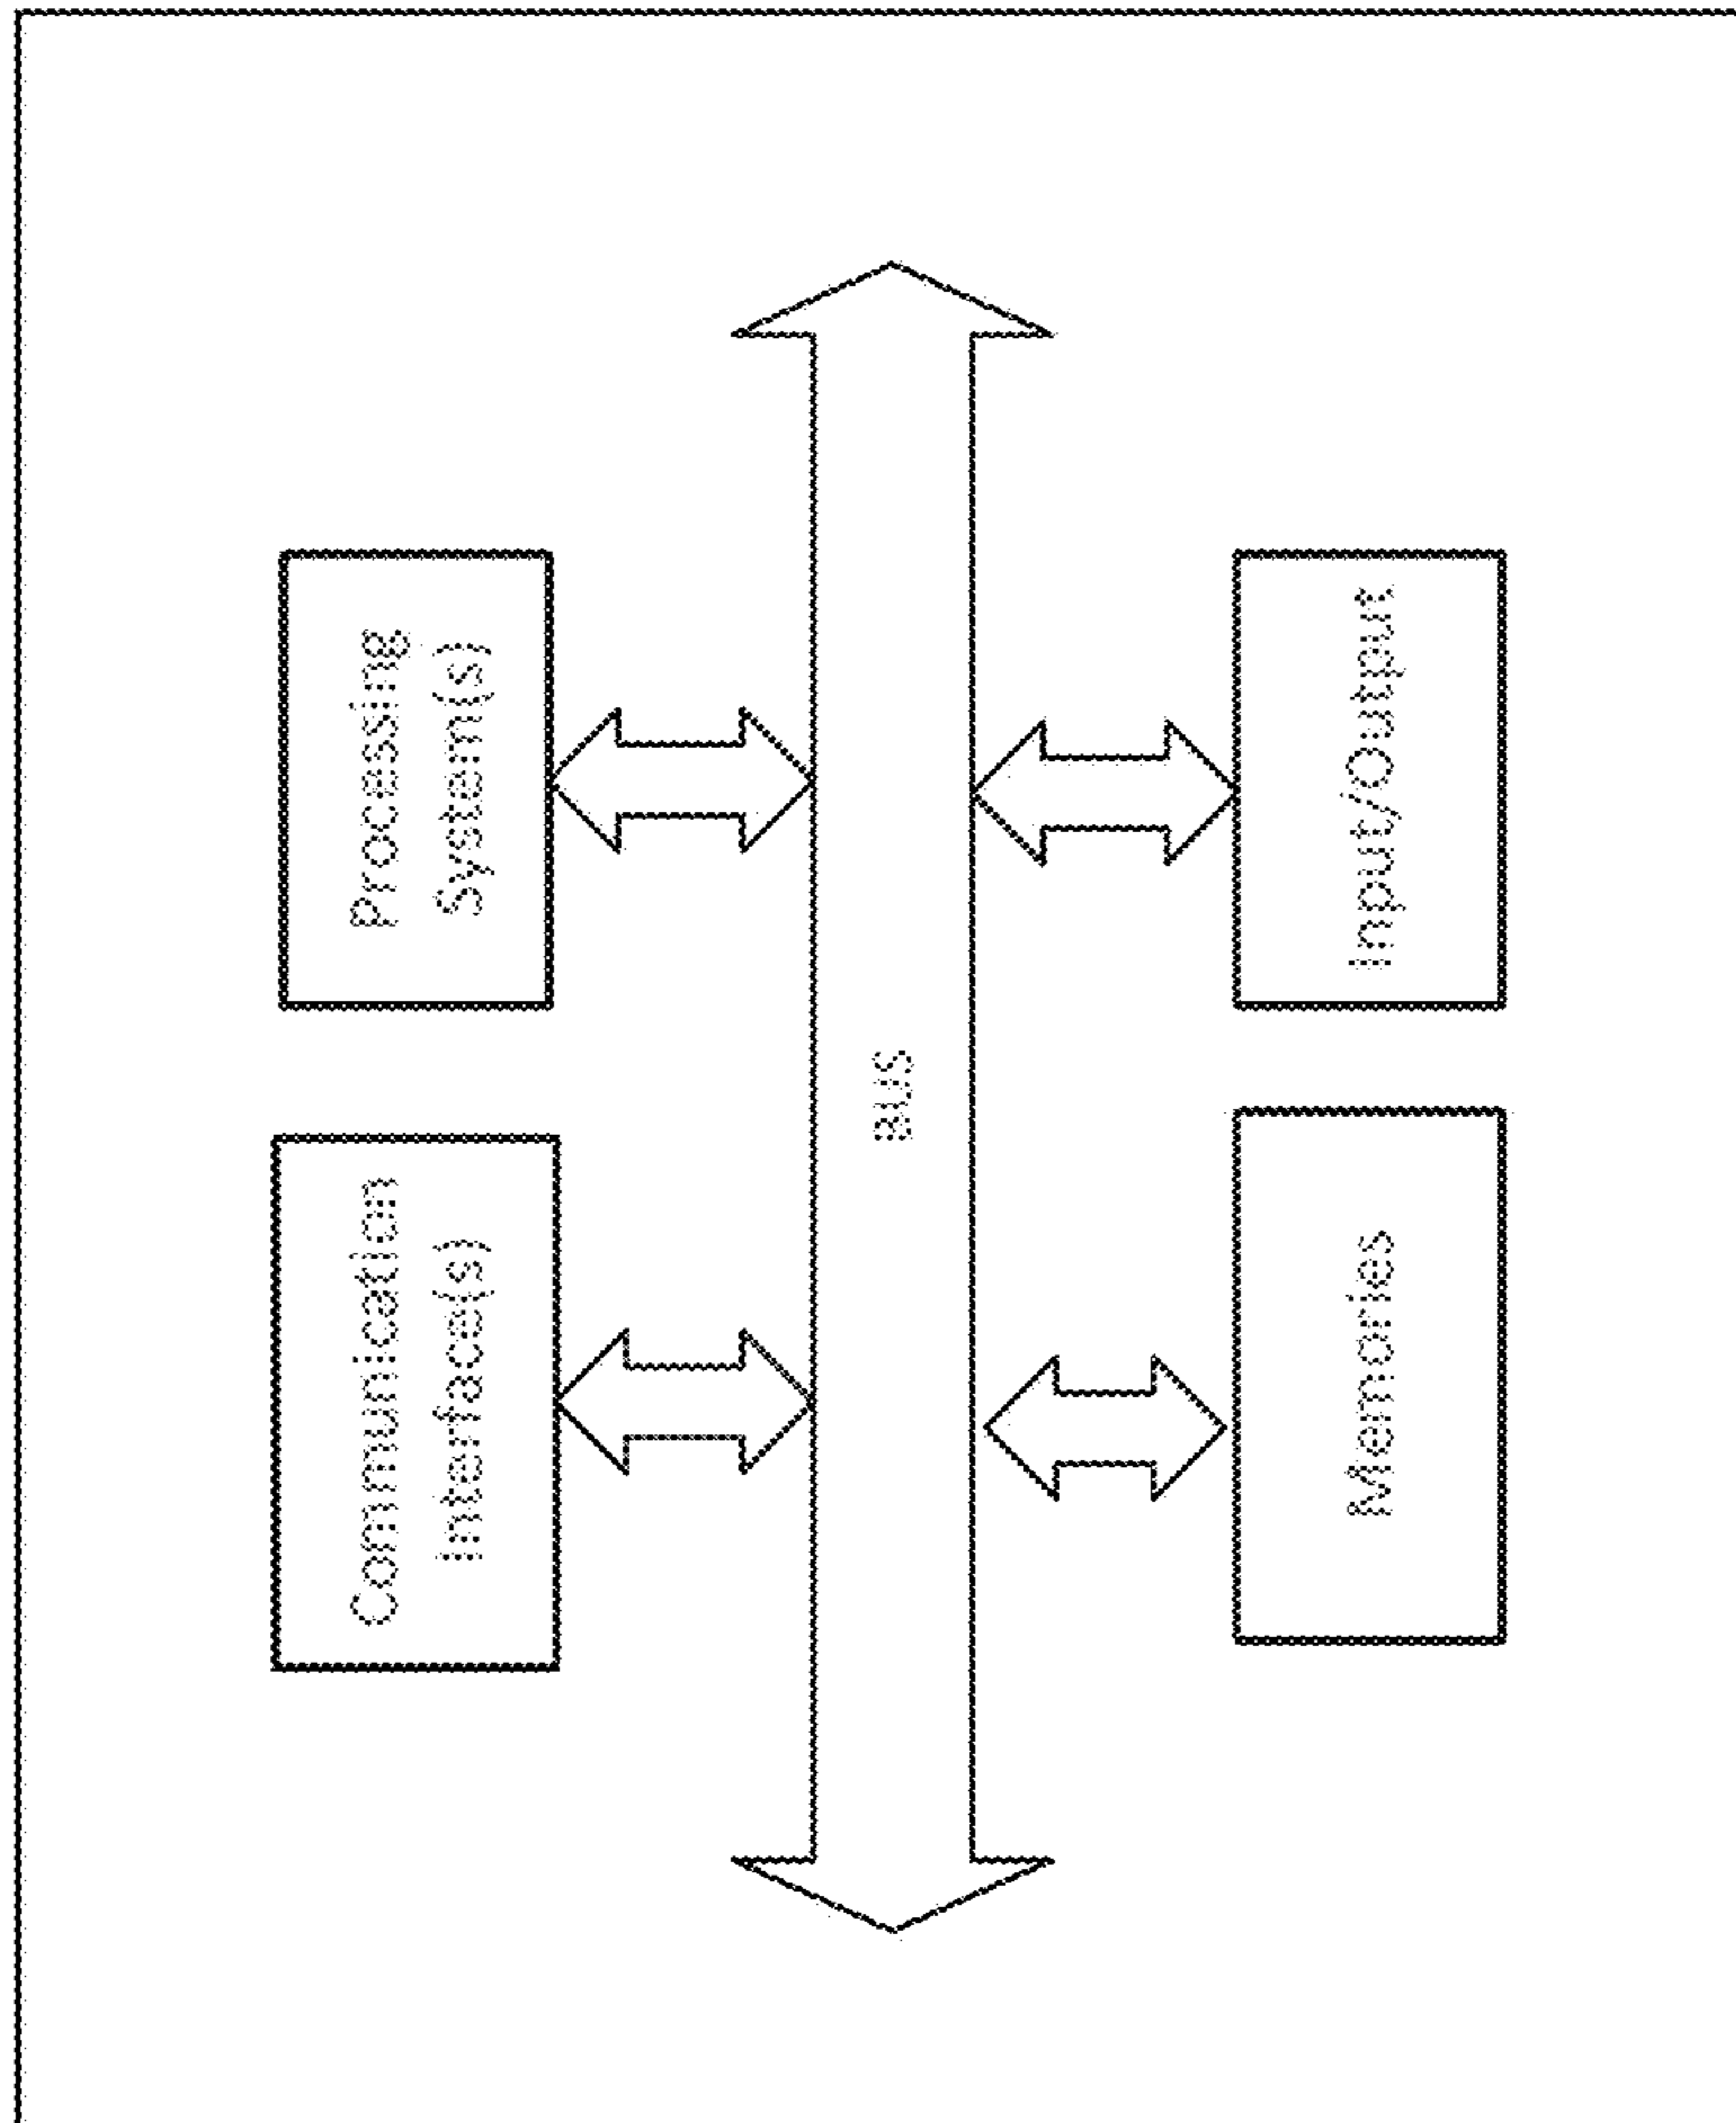 Communication
Interface(s)
Processing
System(s)
BUS
Memories
Input/Output